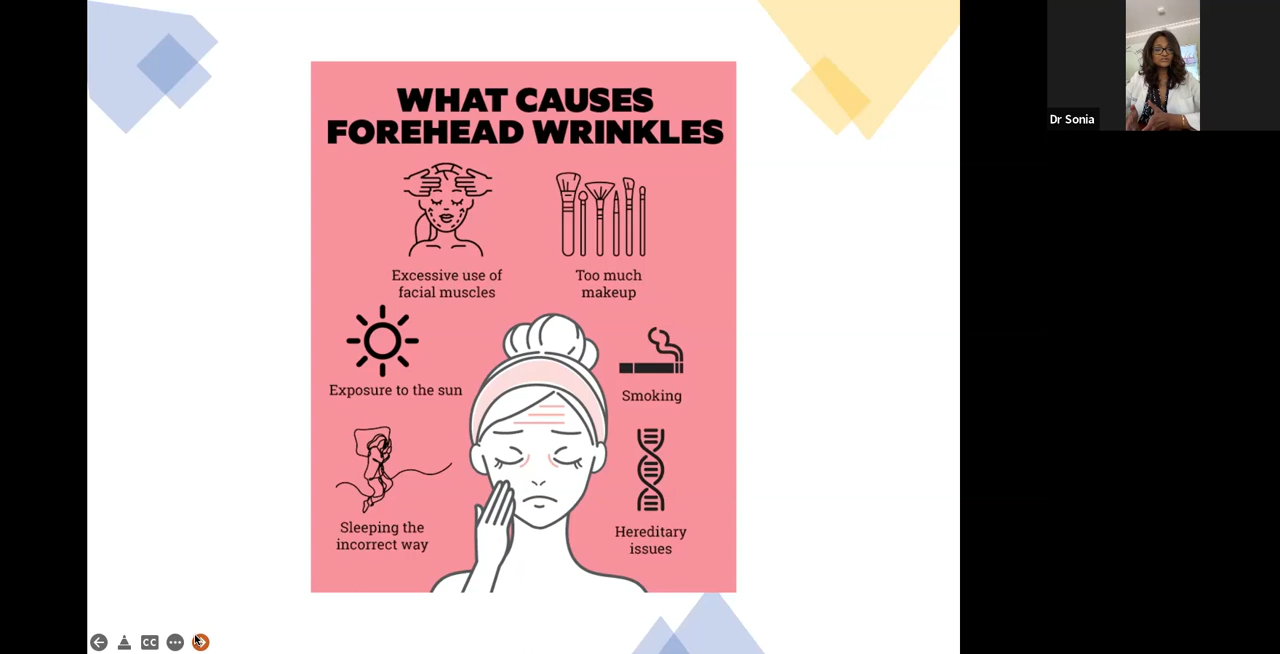 WHAT CAUSES
FOREHEAD WRINKLES
Excessive use of
facial muscles
Too much
makeup
Exposure to the sun
Smoking
Sleeping the
incorrect way
Hereditary
issues
Dr Sonia
CC